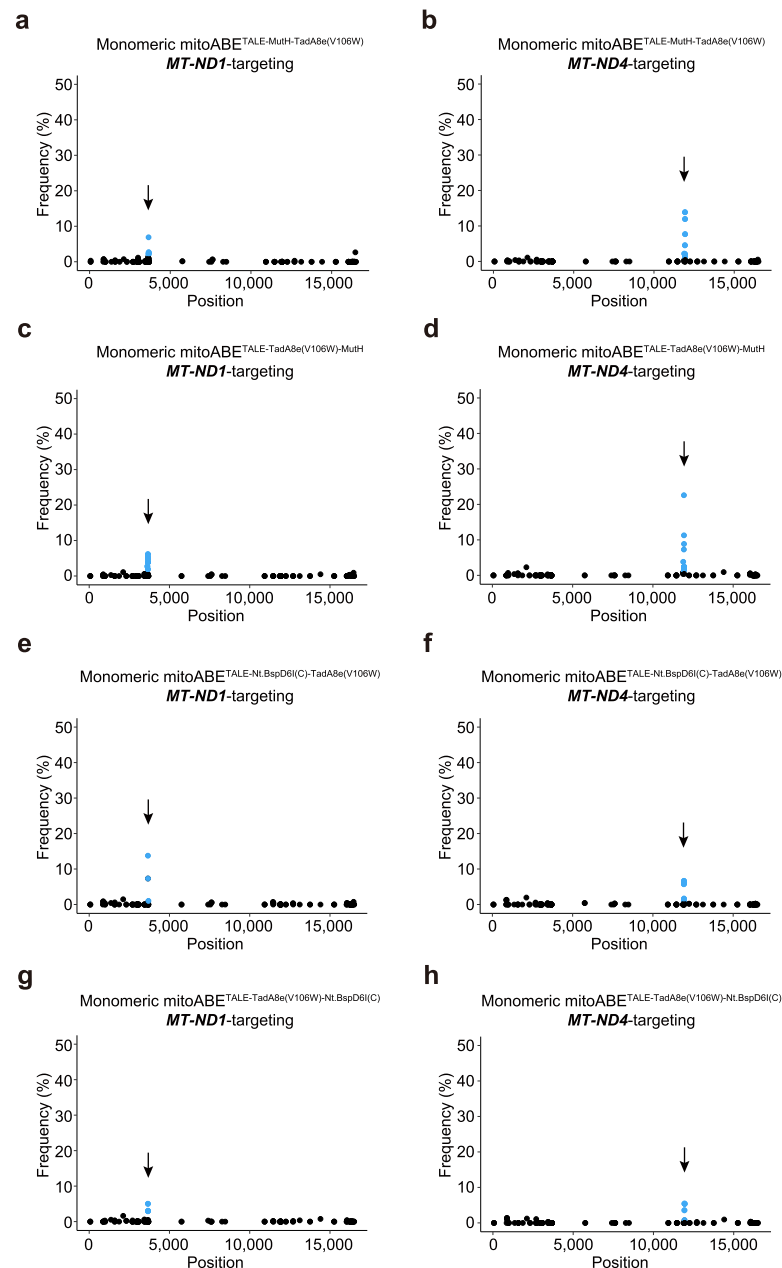 a
Monomeric mitoABETALE-MutH-TadA8e(V106W)
MT-ND1-targeting
Frequency (%)
50
40
30
20
10
0
0 5,000 10,000 15,000
Position
b
Monomeric mitoABETALE-MutH-TadA8e(V106W)
MT-ND4-targeting
Frequency (%)
50
40
30
20
10
0
0 5,000 10,000 15,000
Position
c
Monomeric mitoABETALE-TadA8e(V106W)-MutH
MT-ND1-targeting
Frequency (%)
50
40
30
20
10
0
0 5,000 10,000 15,000
Position
d
Monomeric mitoABETALE-TadA8e(V106W)-MutH
MT-ND4-targeting
Frequency (%)
50
40
30
20
10
0
0 5,000 10,000 15,000
Position
e
Monomeric mitoABETALE-Nt.BspD6I(C)-TadA8e(V106W)
MT-ND1-targeting
Frequency (%)
50
40
30
20
10
0
0 5,000 10,000 15,000
Position
f
Monomeric mitoABETALE-Nt.BspD6I(C)-TadA8e(V106W)
MT-ND4-targeting
Frequency (%)
50
40
30
20
10
0
0 5,000 10,000 15,000
Position
g
Monomeric mitoABETALE-TadA8e(V106W)-Nt.BspD6I(C)
MT-ND1-targeting
Frequency (%)
50
40
30
20
10
0
0 5,000 10,000 15,000
Position
h
Monomeric mitoABETALE-TadA8e(V106W)-Nt.BspD6I(C)
MT-ND4-targeting
Frequency (%)
50
40
30
20
10
0
0 5,000 10,000 15,000
Position